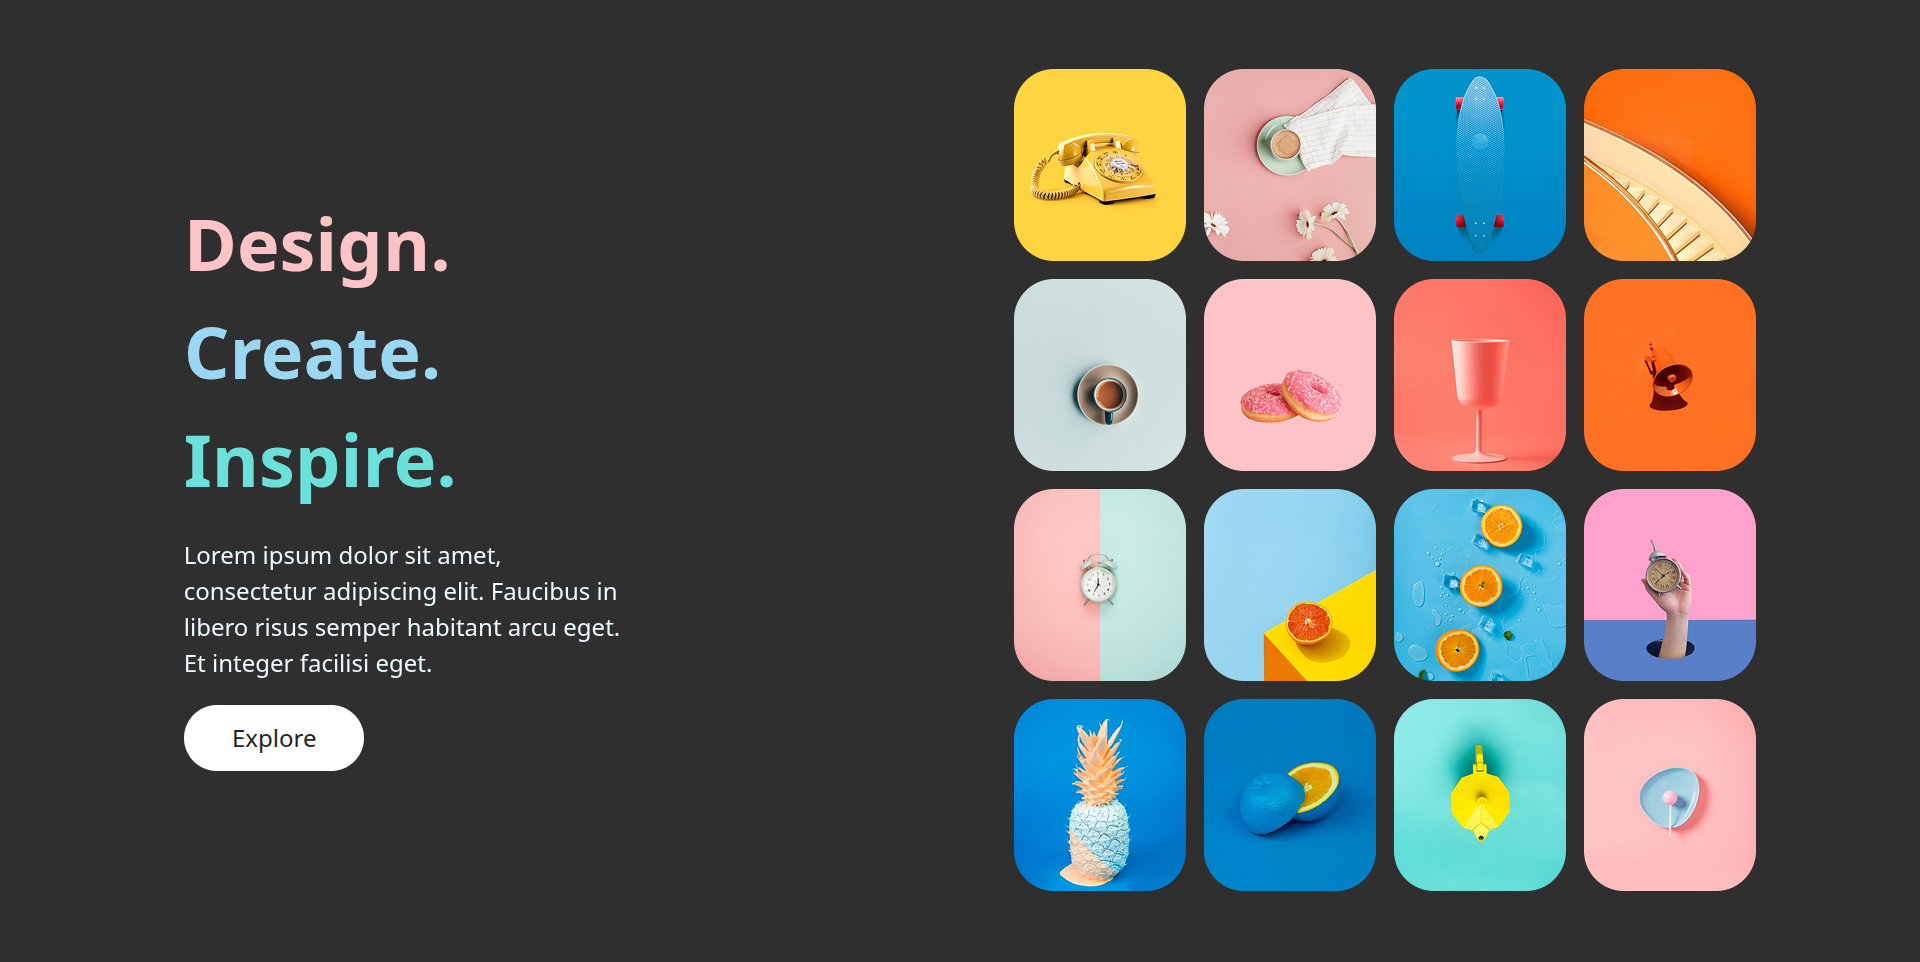 Design.
Create.
Inspire.
Lorem ipsum dolor sit amet,
consectetur adipiscing elit. Faucibus in
libero risus semper habitant arcu eget.
Et integer facilisi eget.
Explore